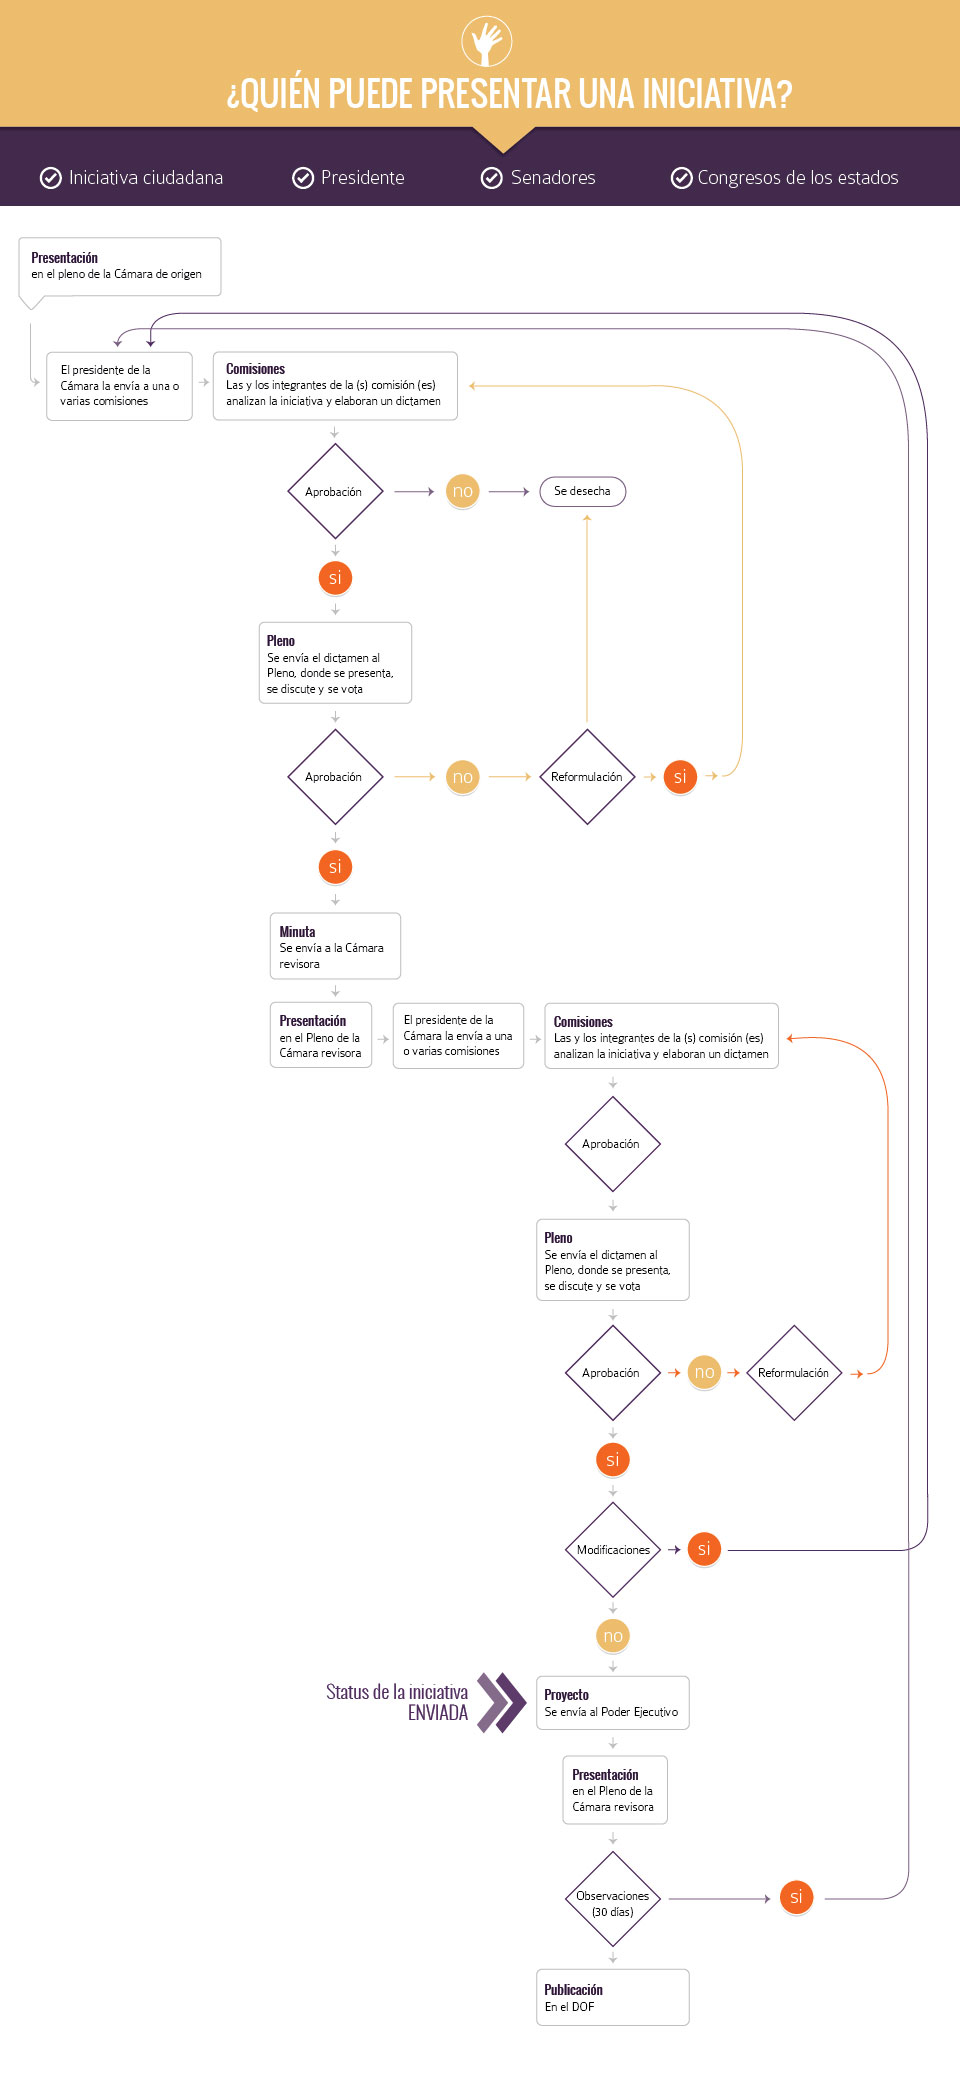 ¿QUIÉN PUEDE PRESENTAR UNA INICIATIVA?
Iniciativa ciudadana
Presidente
Senadores
Congresos de los estados
Presentación
en el pleno de la Cámara de origen
El presidente de la
Cámara la envía a una o
varias comisiones
Comisiones
Las y los integrantes de la (s) comisión (es)
analizan la iniciativa y elaboran un dictamen
Aprobación
no
Se desecha
si
Pleno
Se envía el dictamen al
Pleno, donde se presenta,
se discute y se vota
Aprobación
no
Reformulación
si
si
Minuta
Se envía a la Cámara
revisora
Presentación
en el Pleno de la
Cámara revisora
El presidente de la
Cámara la envía a una
o varias comisiones
Comisiones
Las y los integrantes de la (s) comisión (es)
analizan la iniciativa y elaboran un dictamen
Aprobación
Pleno
Se envía el dictamen al
Pleno, donde se presenta,
se discute y se vota
Aprobación
no
Reformulación
si
Modificaciones
si
no
Status de la iniciativa
ENVIADA
Proyecto
Se envía al Poder Ejecutivo
Presentación
en el Pleno de la
Cámara revisora
Observaciones
(30 días)
si
Publicación
En el DOF